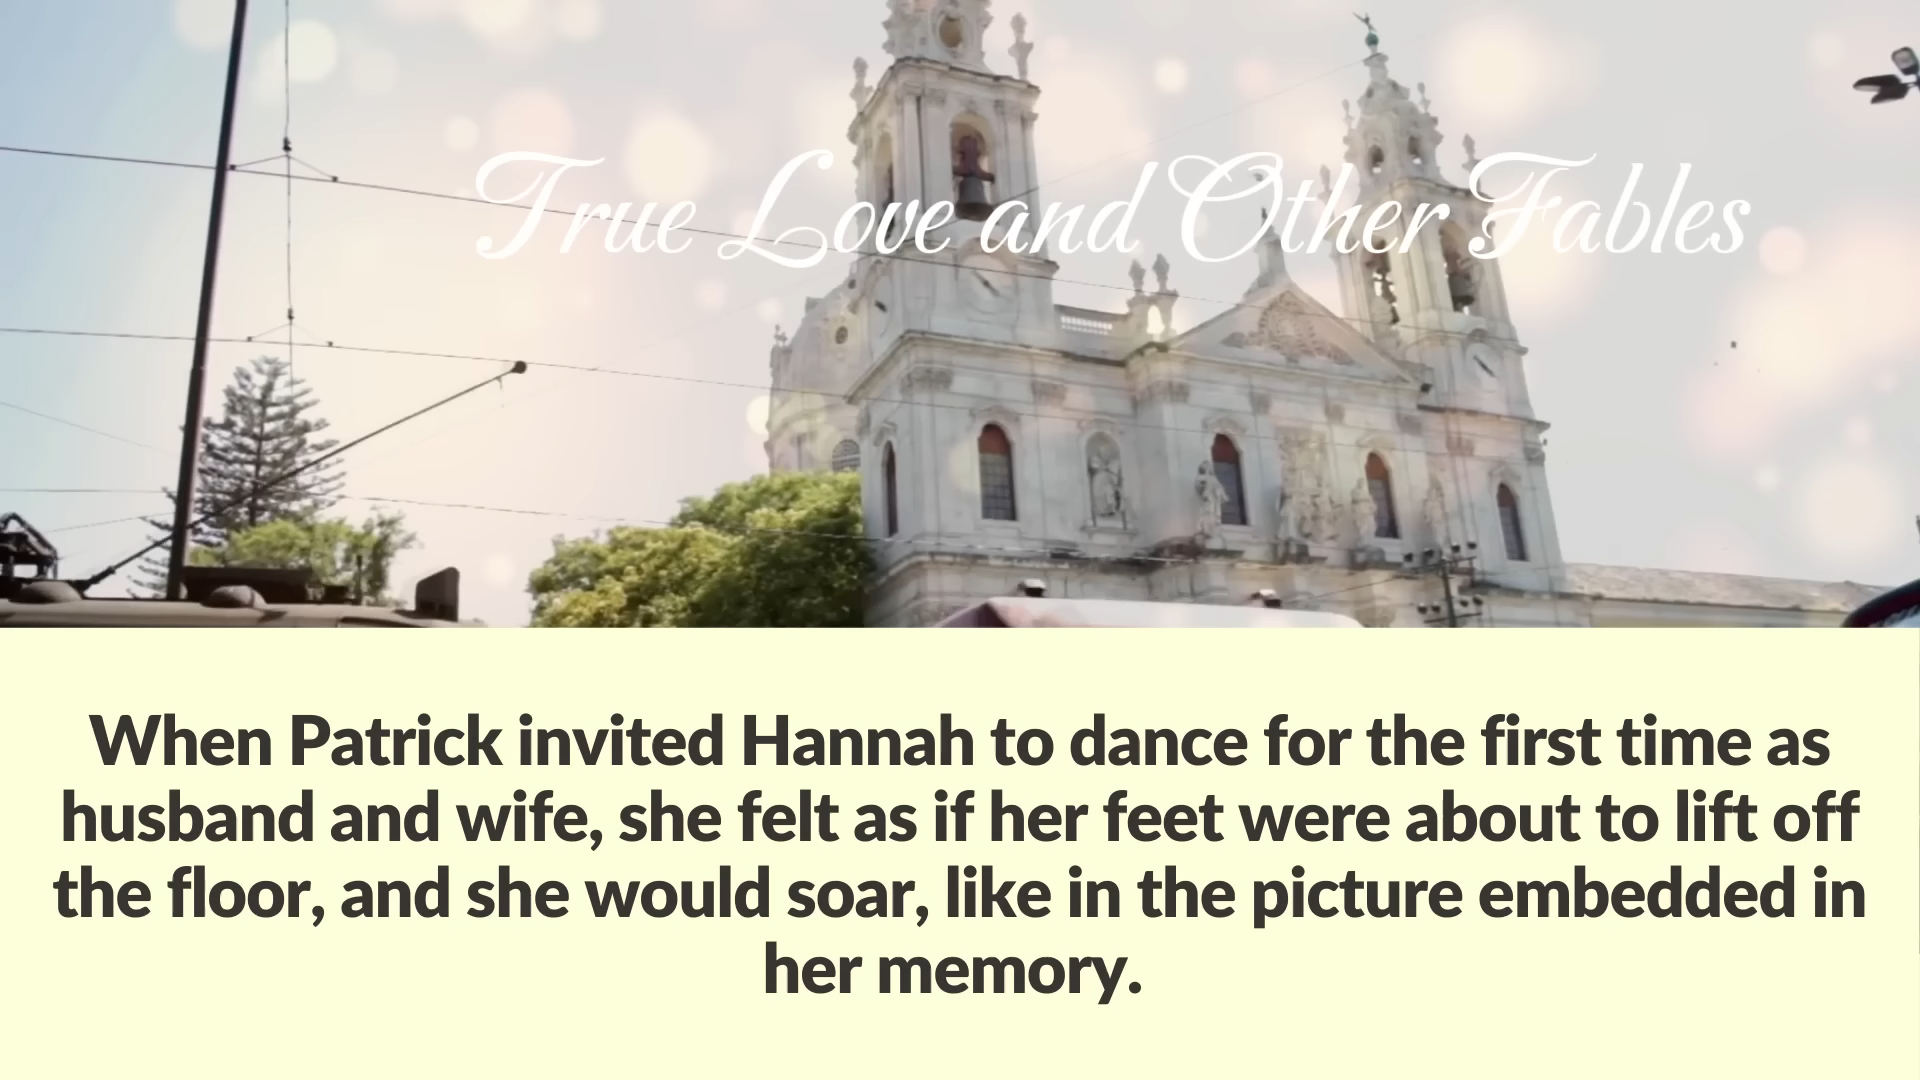 True Love and Other Fables
When Patrick invited Hannah to dance for the first time as
husband and wife, she felt as if her feet were about to lift off
the floor, and she would soar, like in the picture embedded in
her memory.